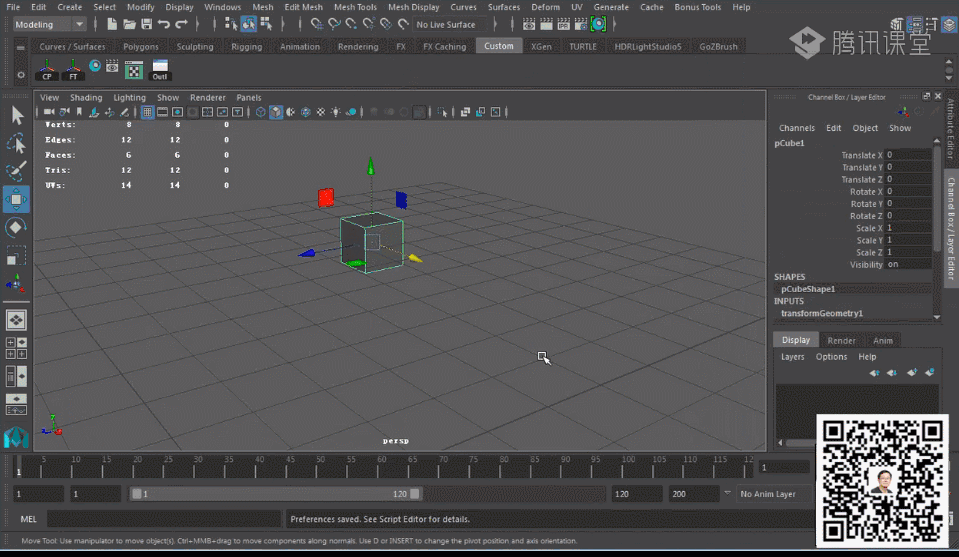 File Edit Create Select Modify Display Windows Mesh Edit Mesh Mesh Tools Mesh Display Curves Surfaces Deform UV Generate Cache Bonus Tools Help
Modeling No Live Surface
Curves / Surfaces Polygons Sculpting Rigging Animation Rendering FX FX Caching Custom XGen TURTLE HDRLightStudio5 GoZBrush
腾讯课堂
CP FT Outl
View Shading Lighting Show Renderer Panels
Channel Box / Layer Editor
Verts: 8 8 0
Edges: 12 12 0
Faces: 6 6 0
Tris: 12 12 0
UVs: 14 14 0
persp
Channels Edit Object Show
pCube1
Translate X 0
Translate Y 0
Translate Z 0
Rotate X 0
Rotate Y 0
Rotate Z 0
Scale X 1
Scale Y 1
Scale Z 1
Visibility on
SHAPES
pCubeShape1
INPUTS
transformGeometry1
Display Render Anim
Layers Options Help
Attribute Editor
Channel Box / Layer Editor
5 10 15 20 25 30 35 40 45 50 55 60 65 70 75 80 85 90 95 100 105 110 115 12
1
1
1 1 1 120 120 200 No Anim Layer
MEL Preferences saved. See Script Editor for details.
Move Tool: Use manipulator to move object(s). Ctrl+MMB+drag to move components along normals. Use D or INSERT to change the pivot position and axis orientation.